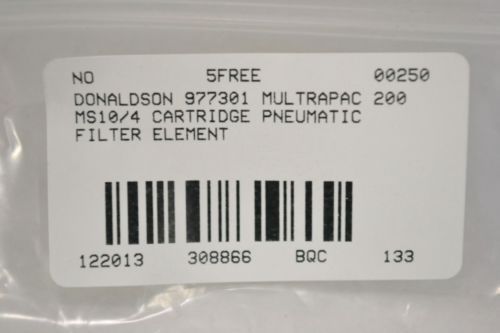 NO 5FREE 00250
DONALDSON 977301 MULTRAPAC 200
MS10/4 CARTRIDGE PNEUMATIC
FILTER ELEMENT
122013 308866 BQC 133